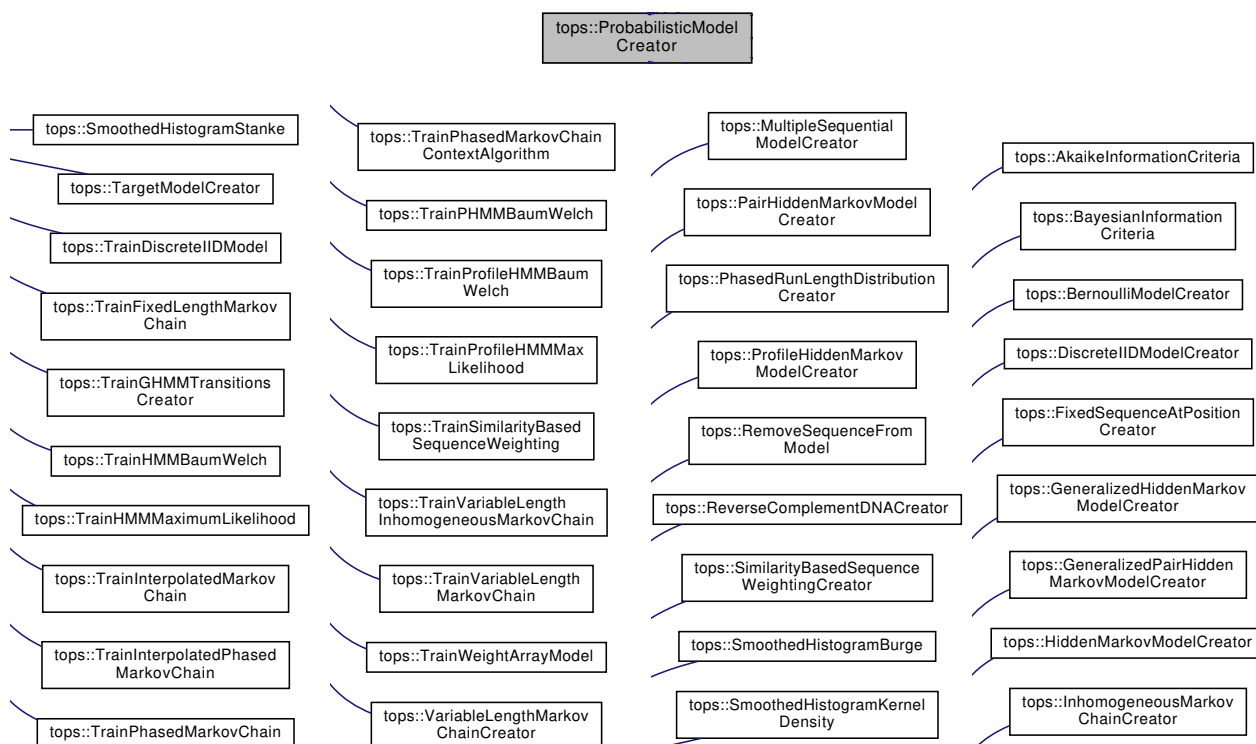 tops::ProbabilisticModel
Creator
tops::SmoothedHistogramStanke
tops::TargetModelCreator
tops::TrainDiscreteIIDModel
tops::TrainFixedLengthMarkov
Chain
tops::TrainGHMMTransitions
Creator
tops::TrainHMMBaumWelch
tops::TrainHMMMaximumLikelihood
tops::TrainInterpolatedMarkov
Chain
tops::TrainInterpolatedPhased
MarkovChain
tops::TrainPhasedMarkovChain
tops::TrainPhasedMarkovChain
ContextAlgorithm
tops::TrainPHMMBaumWelch
tops::TrainProfileHMMBaum
Welch
tops::TrainProfileHMMMax
Likelihood
tops::TrainSimilarityBased
SequenceWeighting
tops::TrainVariableLength
InhomogeneousMarkovChain
tops::TrainVariableLength
MarkovChain
tops::TrainWeightArrayModel
tops::VariableLengthMarkov
ChainCreator
tops::MultipleSequential
ModelCreator
tops::PairHiddenMarkovModel
Creator
tops::PhasedRunLengthDistribution
Creator
tops::ProfileHiddenMarkov
ModelCreator
tops::RemoveSequenceFrom
Model
tops::ReverseComplementDNACreator
tops::SimilarityBasedSequence
WeightingCreator
tops::SmoothedHistogramBurge
tops::SmoothedHistogramKernel
Density
tops::AkaikeInformationCriteria
tops::BayesianInformation
Criteria
tops::BernoulliModelCreator
tops::DiscreteIIDModelCreator
tops::FixedSequenceAtPosition
Creator
tops::GeneralizedHiddenMarkov
ModelCreator
tops::GeneralizedPairHidden
MarkovModelCreator
tops::HiddenMarkovModelCreator
tops::InhomogeneousMarkov
ChainCreator